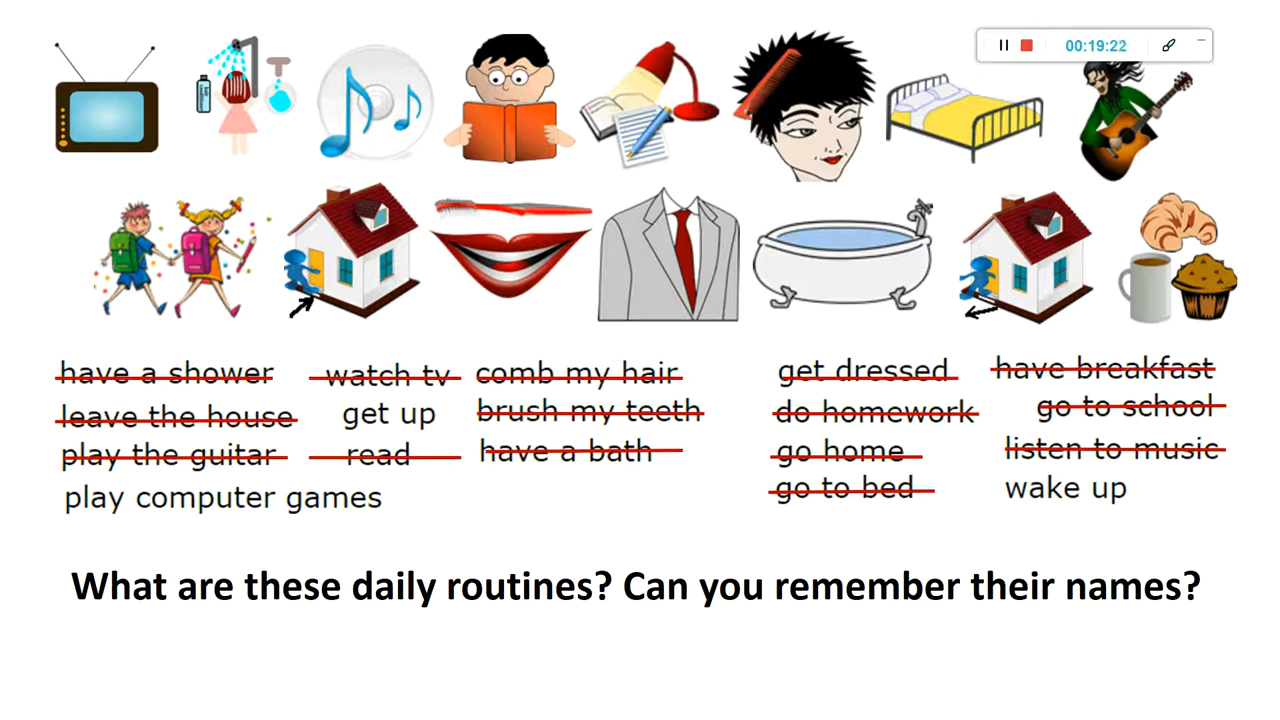 00:19:22
have a shower
watch tv
comb my hair
get dressed
have breakfast
leave the house
get up
brush my teeth
do homework
go to school
play the guitar
read
have a bath
go home
listen to music
play computer games
go to bed
wake up
What are these daily routines? Can you remember their names?